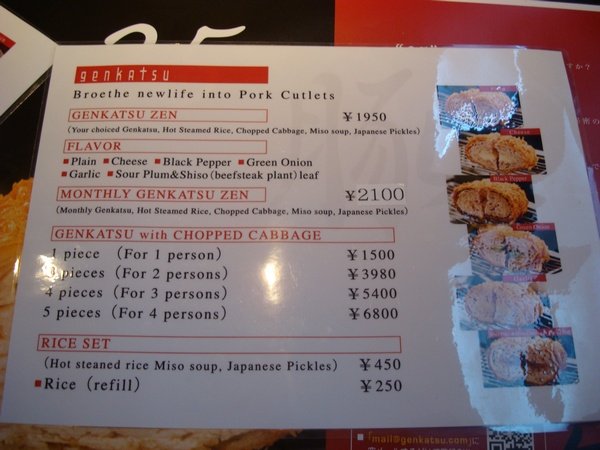 genkatsu
Broethe newlife into Pork Cutlets
GENKATSU ZEN ¥1950
(Your choiced Genkatsu, Hot Steamed Rice, Chopped Cabbage, Miso soup, Japanese Pickles)
FLAVOR
■Plain ■Cheese ■Black Pepper ■Green Onion
■Garlic ■Sour Plum&Shiso (beefsteak plant) leaf
MONTHLY GENKATSU ZEN ¥2100
(Monthly Genkatsu, Hot Steamed Rice, Chopped Cabbage, Miso soup, Japanese Pickles)
GENKATSU with CHOPPED CABBAGE
1 piece (For 1 person) ¥1500
3 pieces (For 2 persons) ¥3980
4 pieces (For 3 persons) ¥5400
5 pieces (For 4 persons) ¥6800
RICE SET
(Hot steaned rice Miso soup, Japanese Pickles) ¥450
■Rice (refill) ¥250
Cheese
Black Pepper
Green Onion
Garlic
「mail@genkatsu.com」に